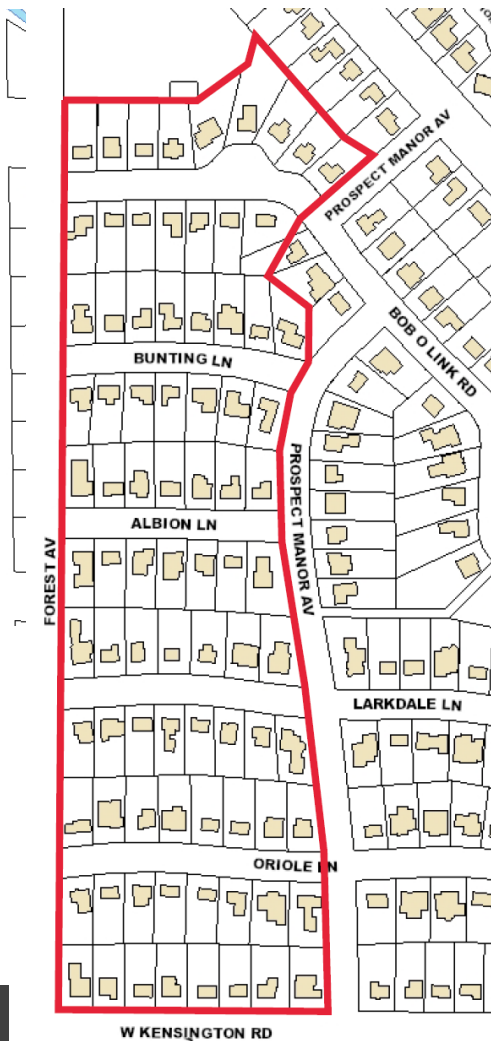 PROSPECT MANOR AV
BOB O LINK RD
BUNTING LN
PROSPECT MANOR AV
ALBION LN
FOREST AV
LARKDALE LN
ORIOLE LN
W KENSINGTON RD